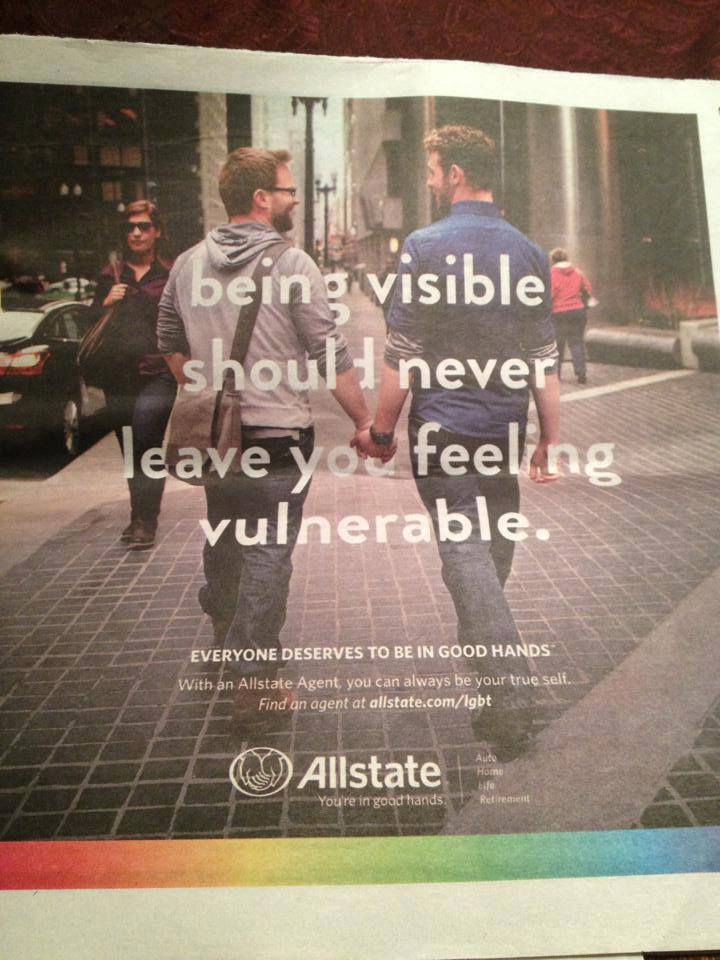 being visible
should never
leave you feeling
vulnerable.
EVERYONE DESERVES TO BE IN GOOD HANDS℠
With an Allstate Agent, you can always be your true self.
Find an agent at allstate.com/lgbt
Allstate
You're in good hands.
Auto
Home
Life
Retirement